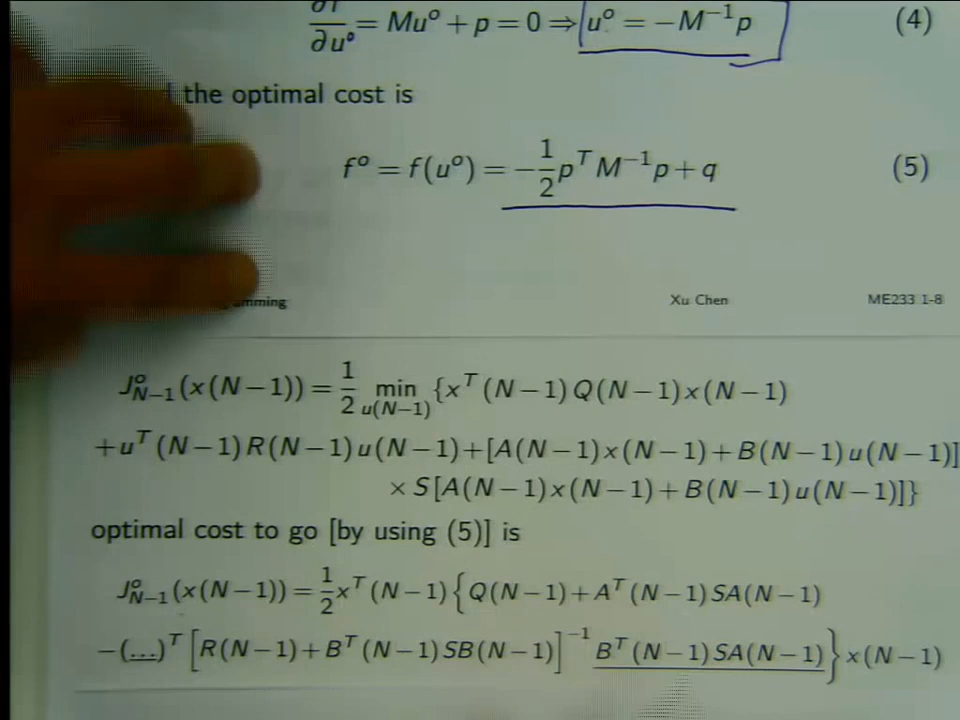 ∂f/∂u° = Mu° + p = 0 ⇒ u° = −M⁻¹p (4)
the optimal cost is
f° = f(u°) = −½pᵀM⁻¹p + q (5)
Xu Chen ME233 1-8
J°_{N−1}(x(N−1)) = ½ min_{u(N−1)} {xᵀ(N−1)Q(N−1)x(N−1)
+uᵀ(N−1)R(N−1)u(N−1)+[A(N−1)x(N−1)+B(N−1)u(N−1)]
× S[A(N−1)x(N−1)+B(N−1)u(N−1)]}
optimal cost to go [by using (5)] is
J°_{N−1}(x(N−1)) = ½xᵀ(N−1){Q(N−1)+Aᵀ(N−1)SA(N−1)
−(...)ᵀ[R(N−1)+Bᵀ(N−1)SB(N−1)]⁻¹Bᵀ(N−1)SA(N−1)}x(N−1)